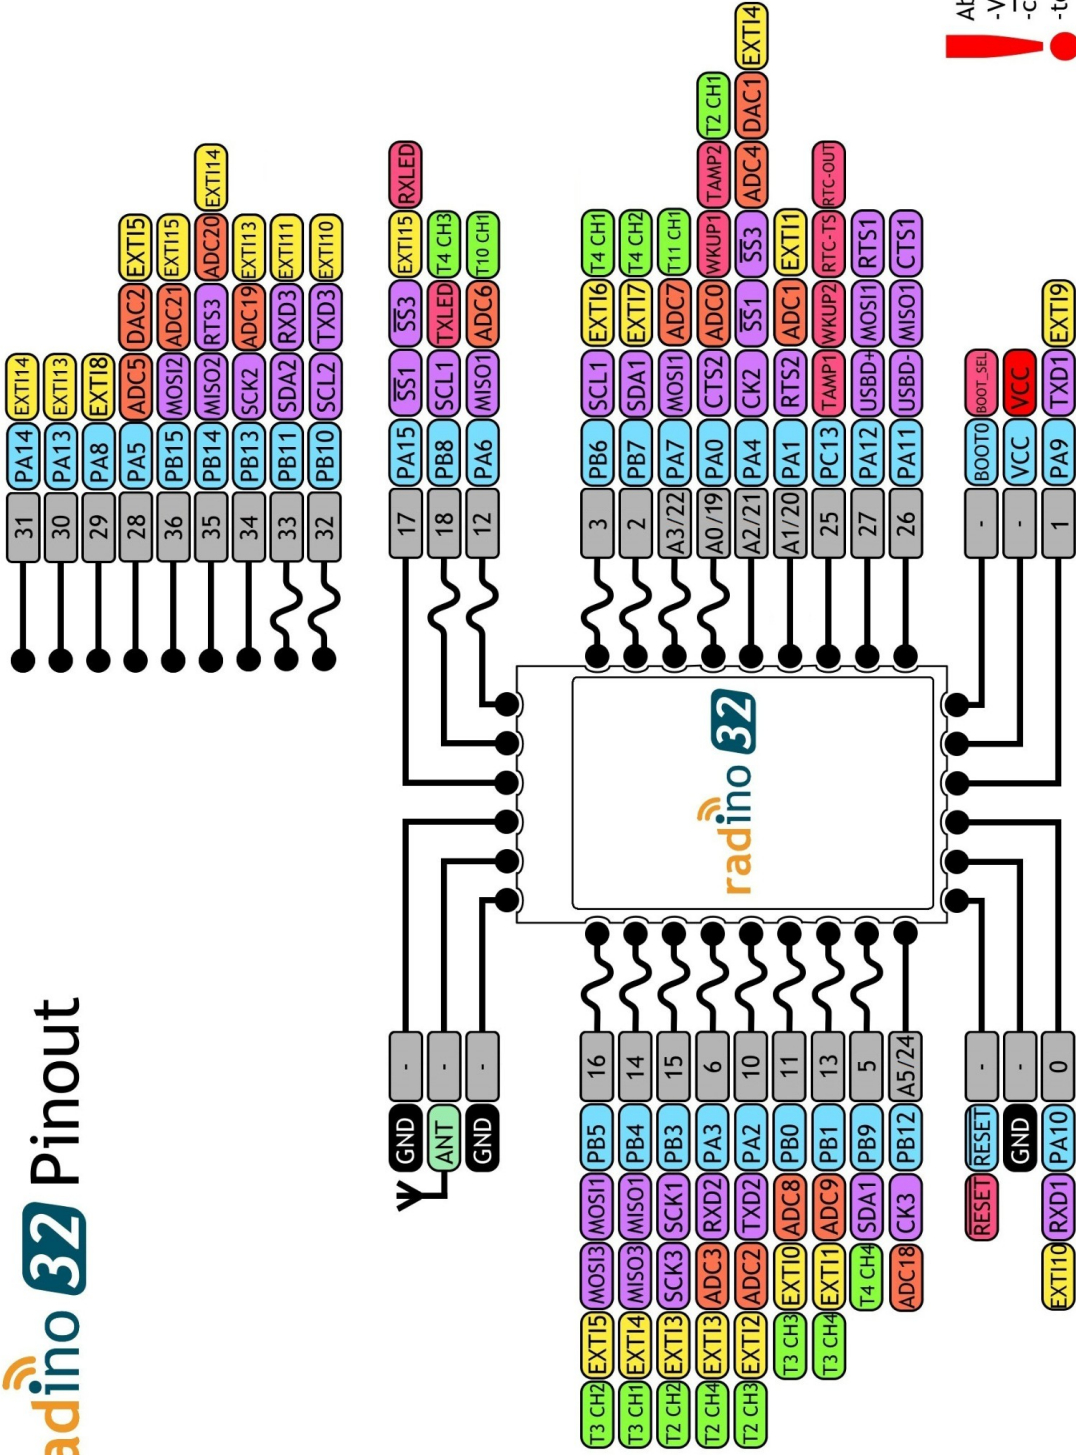 adino 32 Pinout
31 PA14 EXTI14
30 PA13 EXTI13
29 PA8 EXTI8
28 PA5 ADC5 DAC2 EXTI5
36 PB15 MOSI2 ADC21 EXTI15
35 PB14 MISO2 RTS3 ADC20 EXTI14
34 PB13 SCK2 ADC19 EXTI13
33 PB11 SDA2 RXD3 EXTI11
32 PB10 SCL2 TXD3 EXTI10
GND - 17 PA15 SS1 SS3 EXTI15 RXLED
ANT - 18 PB8 SCL1 TXLED T4 CH3
GND - 12 PA6 MISO1 ADC6 T10 CH1
T3 CH2 EXTI5 MOSI3 MOSI1 PB5 16 3 PB6 SCL1 EXTI6 T4 CH1
T3 CH1 EXTI4 MISO3 MISO1 PB4 14 2 PB7 SDA1 EXTI7 T4 CH2
T2 CH2 EXTI3 SCK3 SCK1 PB3 15 A3/22 PA7 MOSI1 ADC7 T11 CH1
T2 CH4 EXTI3 ADC3 RXD2 PA3 6 A0/19 PA0 CTS2 ADC0 WKUP1 TAMP2 T2 CH1
T2 CH3 EXTI2 ADC2 TXD2 PA2 10 A2/21 PA4 CK2 SS1 SS3 ADC4 DAC1 EXTI4
T3 CH3 EXTI0 ADC8 PB0 11 A1/20 PA1 RTS2 ADC1 EXTI1
T3 CH4 EXTI1 ADC9 PB1 13 25 PC13 TAMP1 WKUP2 RTC-TS RTC-OUT
T4 CH4 SDA1 PB9 5 27 PA12 USBD+ MOSI1 RTS1
ADC18 CK3 PB12 A5/24 26 PA11 USBD- MISO1 CTS1
radino 32
RESET RESET - - BOOT0 BOOT_SEL
GND - - VCC VCC
EXTI10 RXD1 PA10 0 1 PA9 TXD1 EXTI9